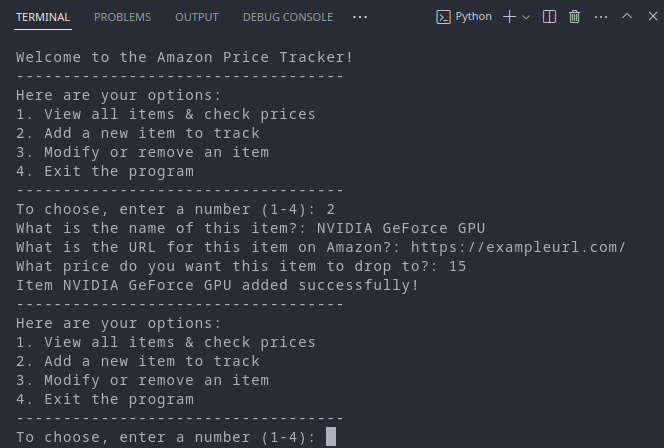 TERMINAL PROBLEMS OUTPUT DEBUG CONSOLE ··· Python ···
Welcome to the Amazon Price Tracker!
-----------------------------------
Here are your options:
1. View all items & check prices
2. Add a new item to track
3. Modify or remove an item
4. Exit the program
-----------------------------------
To choose, enter a number (1-4): 2
What is the name of this item?: NVIDIA GeForce GPU
What is the URL for this item on Amazon?: https://exampleurl.com/
What price do you want this item to drop to?: 15
Item NVIDIA GeForce GPU added successfully!
-----------------------------------
Here are your options:
1. View all items & check prices
2. Add a new item to track
3. Modify or remove an item
4. Exit the program
-----------------------------------
To choose, enter a number (1-4):